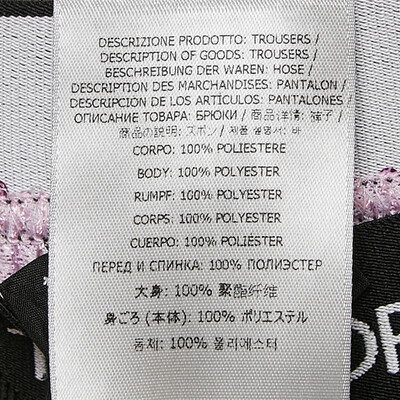 DESCRIZIONE PRODOTTO: TROUSERS /
DESCRIPTION OF GOODS: TROUSERS /
BESCHREIBUNG DER WAREN: HOSE /
DESCRIPTION DES MARCHANDISES: PANTALON /
DESCRIPCIÓN DE LOS ARTÍCULOS: PANTALONES /
ОПИСАНИЕ ТОВАРА: БРЮКИ / 商品详情: 裤子 /
商品の説明: ズボン / 제품 설명서: 바
CORPO: 100% POLIESTERE
BODY: 100% POLYESTER
RUMPF: 100% POLYESTER
CORPS: 100% POLYESTER
CUERPO: 100% POLIÉSTER
ПЕРЕД И СПИНКА: 100% ПОЛИЭСТЕР
大身: 100% 聚酯纤维
身ごろ (本体): 100% ポリエステル
동체: 100% 폴리에스터